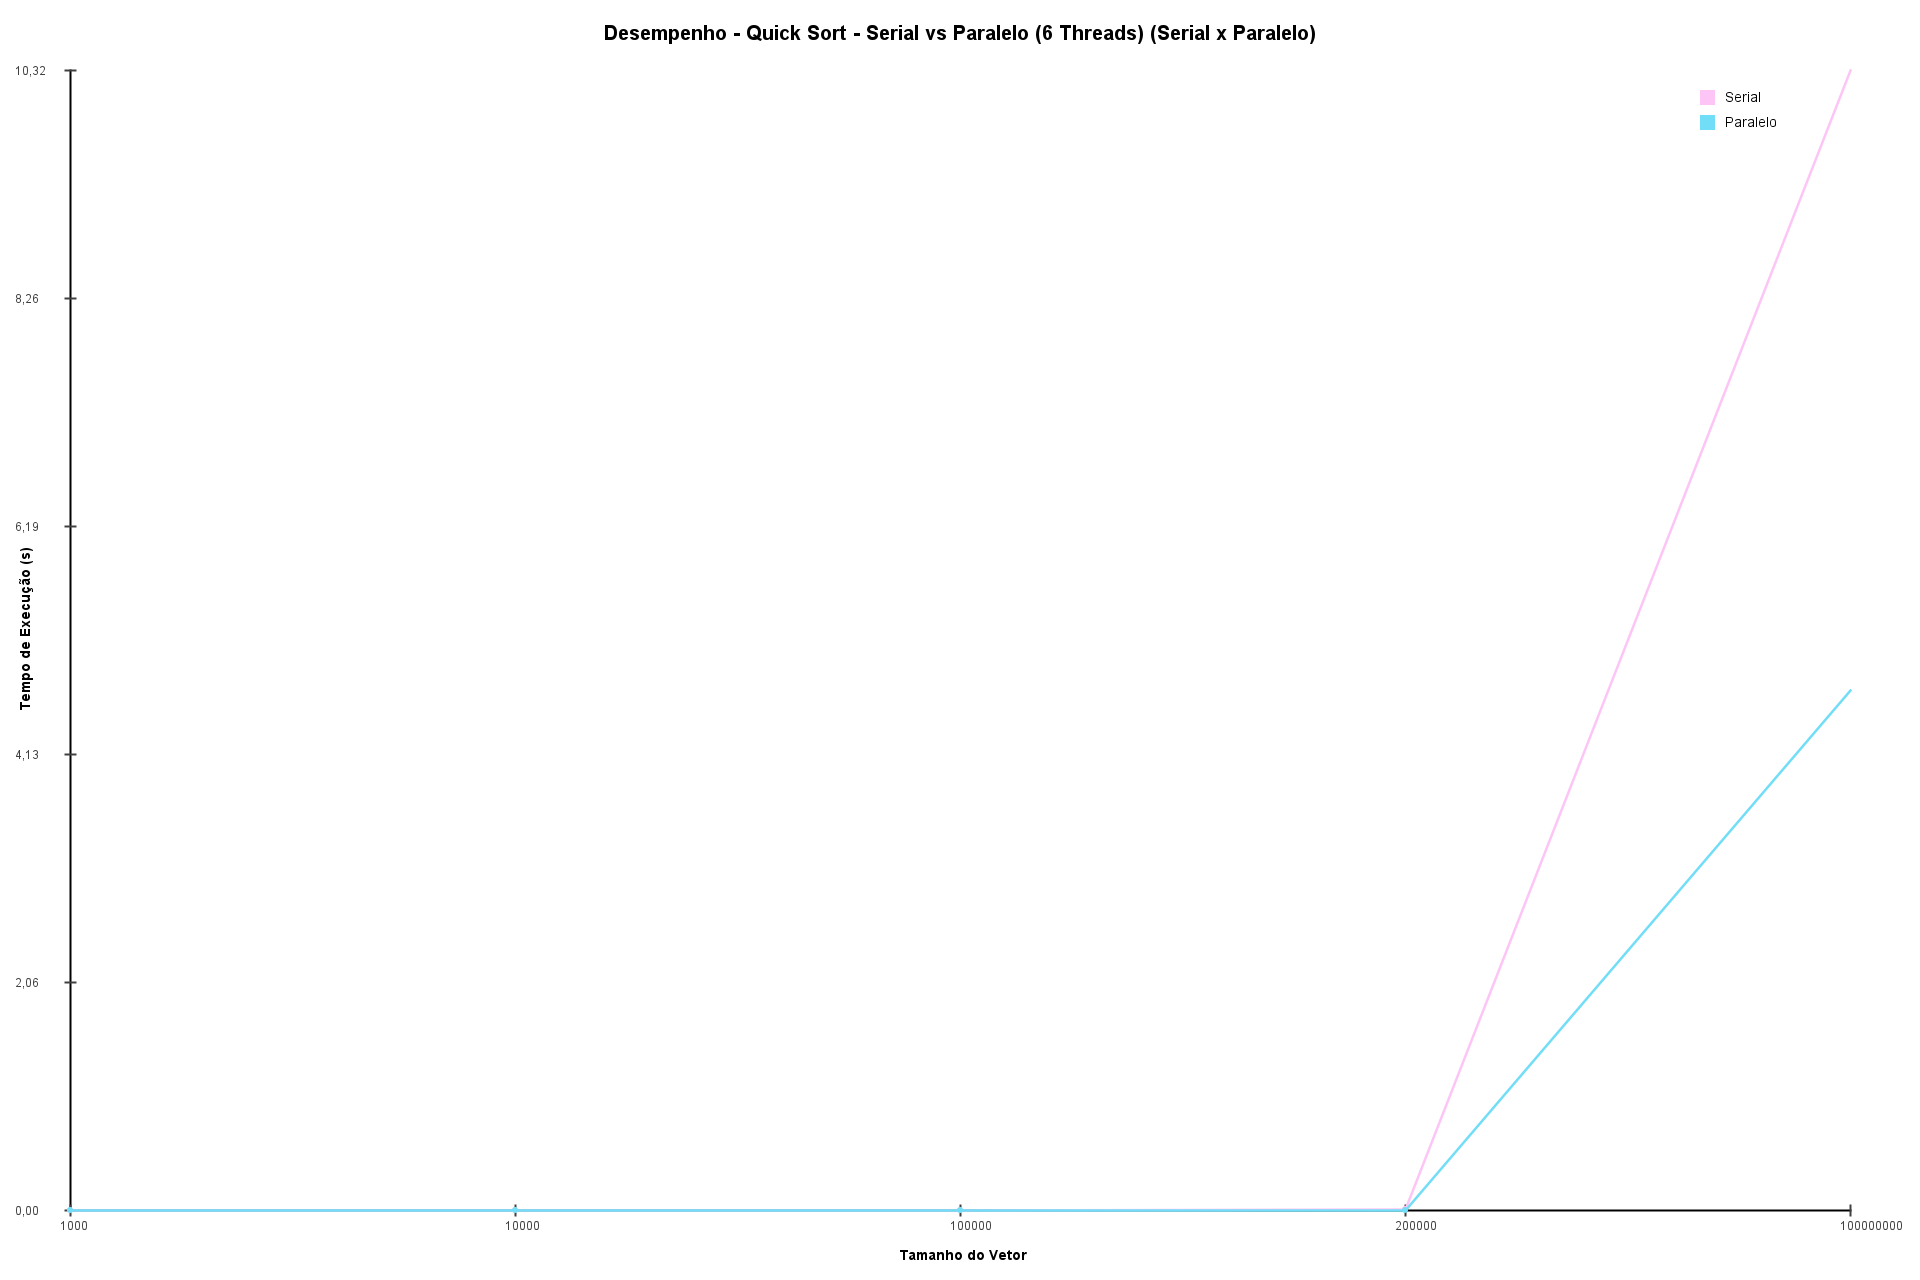 Desempenho - Quick Sort - Serial vs Paralelo (6 Threads) (Serial x Paralelo)
10,32
Serial
Paralelo
8,26
6,19
Tempo de Execução (s)
4,13
2,06
0,00
1000
10000
100000
200000
100000000
Tamanho do Vetor